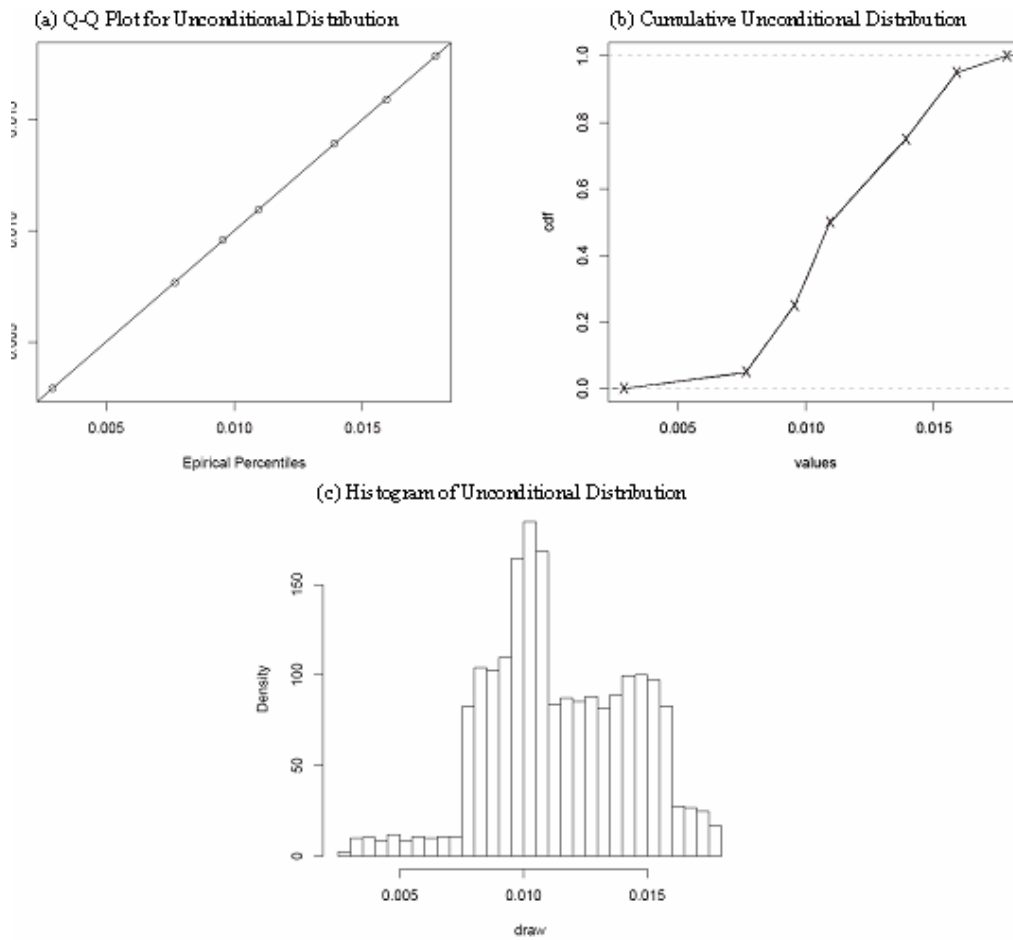 (a) Q-Q Plot for Unconditional Distribution
0.005
0.010
0.015
Epirical Percentiles
(b) Cumulative Unconditional Distribution
cdf
1.0
0.8
0.6
0.4
0.2
0.0
0.005
0.010
0.015
values
(c) Histogram of Unconditional Distribution
Density
150
100
50
0
0.005
0.010
0.015
draw